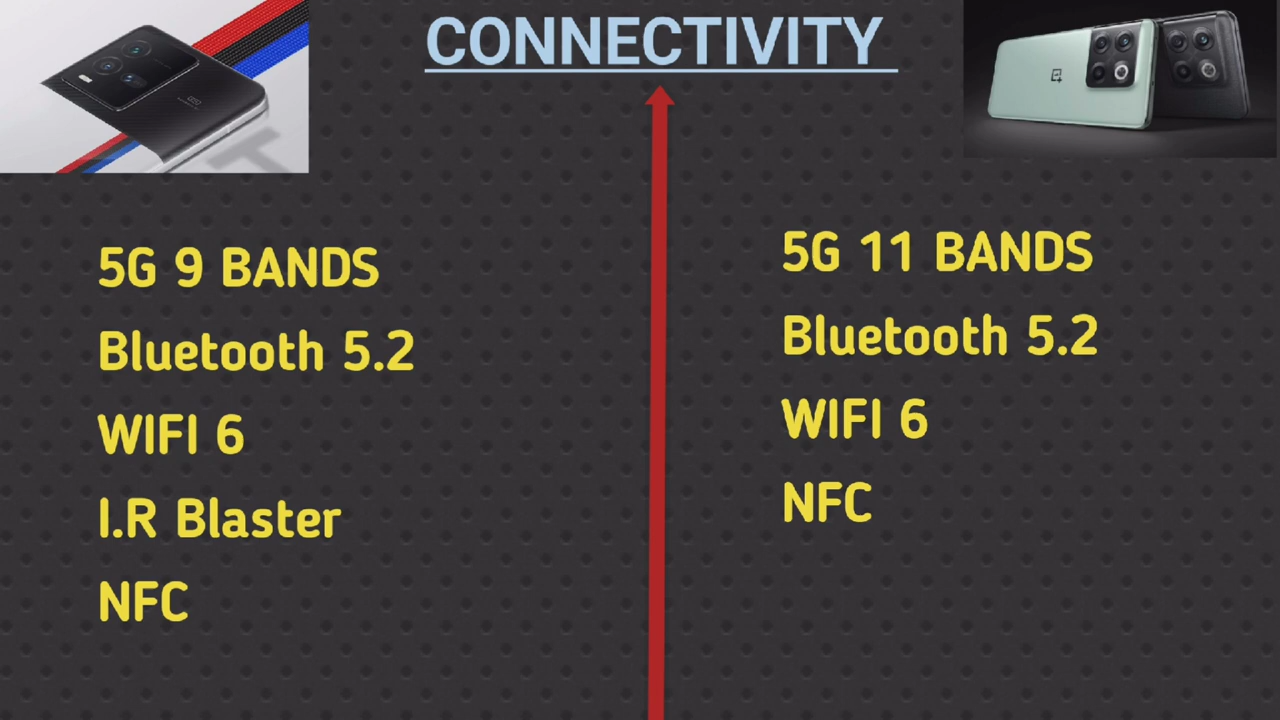 CONNECTIVITY
5G 9 BANDS
Bluetooth 5.2
WIFI 6
I.R Blaster
NFC
5G 11 BANDS
Bluetooth 5.2
WIFI 6
NFC